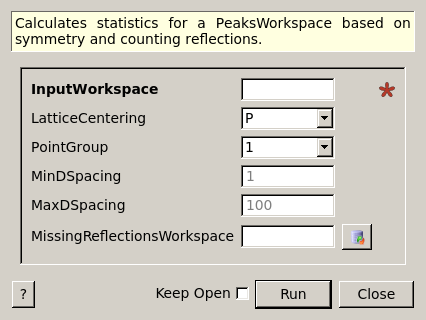 Calculates statistics for a PeaksWorkspace based on
symmetry and counting reflections.
InputWorkspace
LatticeCentering P
PointGroup 1
MinDSpacing 1
MaxDSpacing 100
MissingReflectionsWorkspace
? Keep Open Run Close